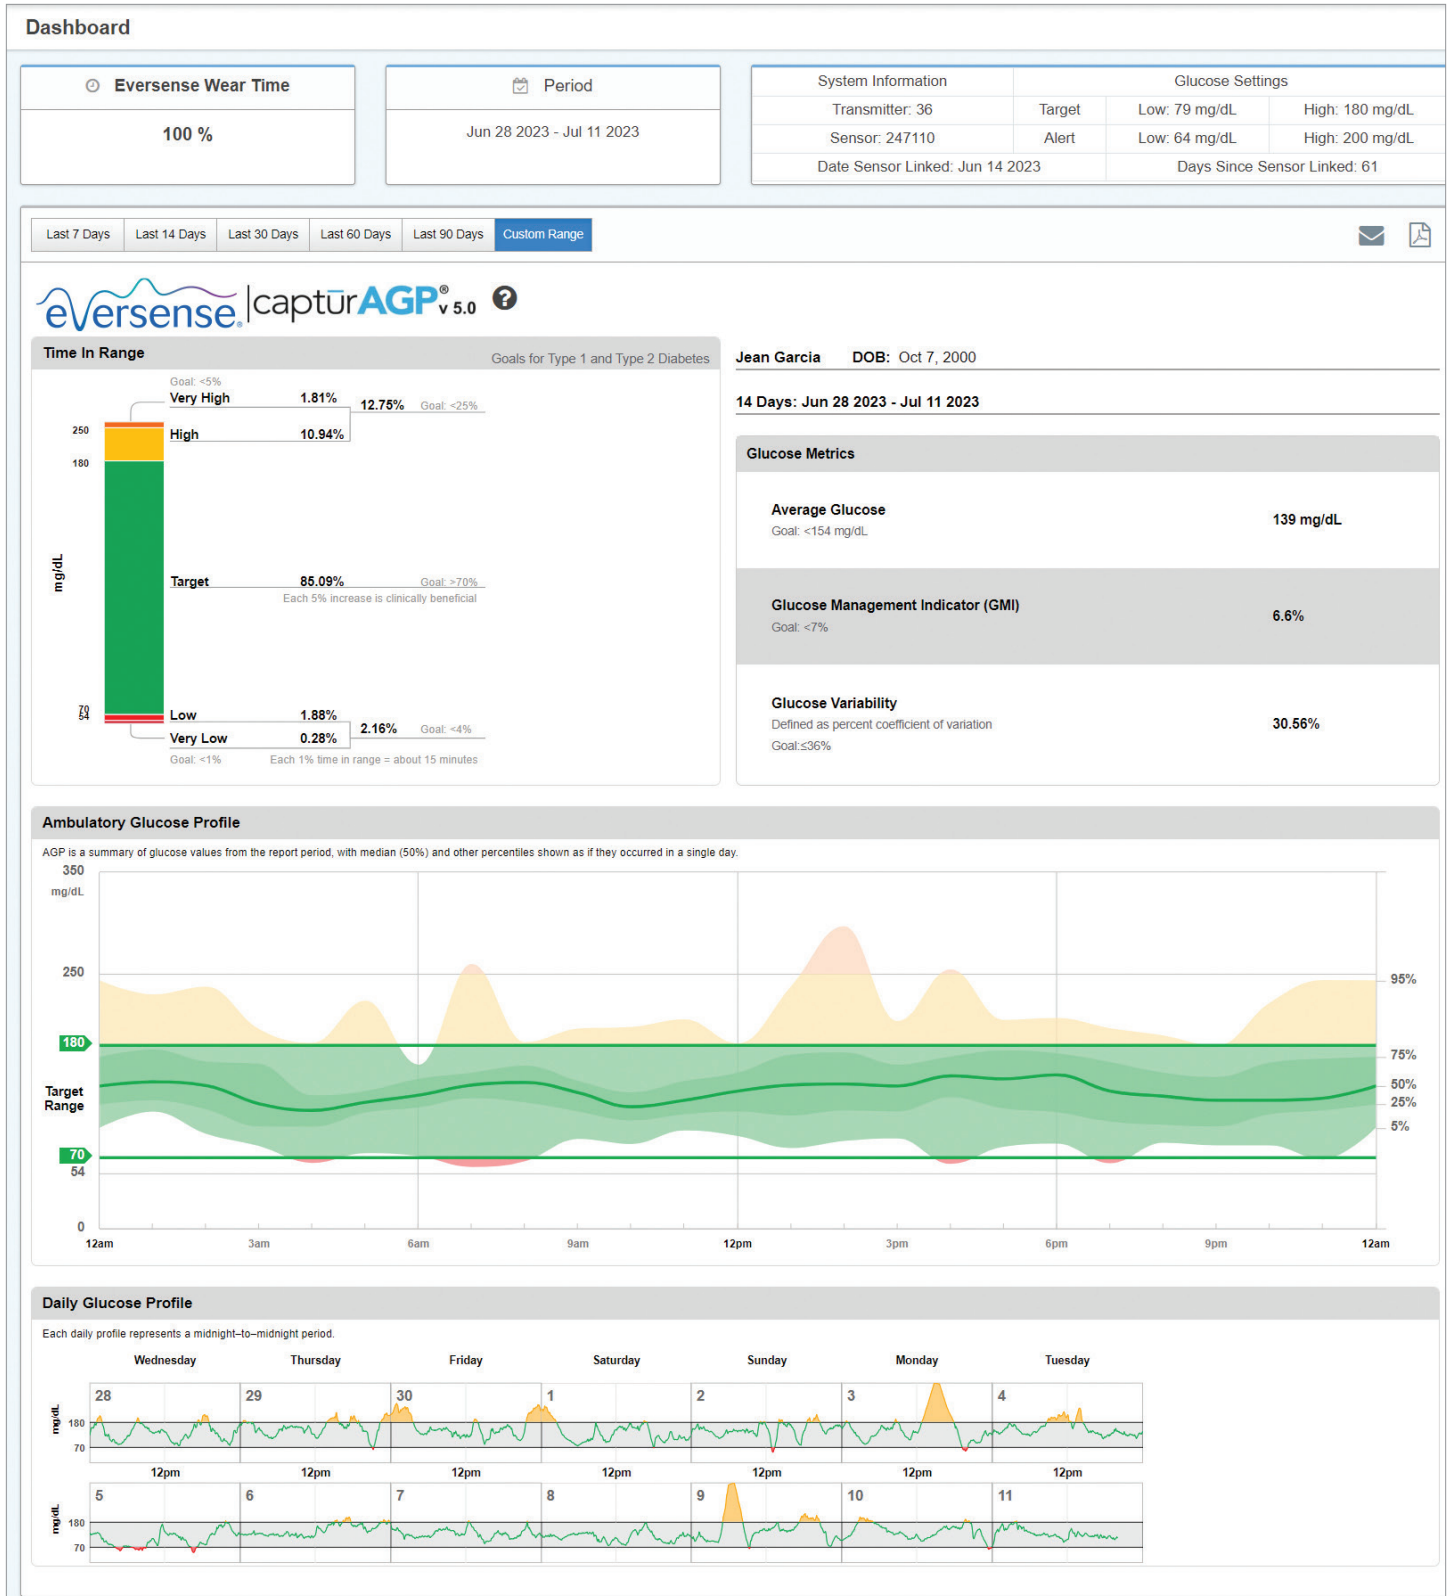 Dashboard
Eversense Wear Time
100 %
Period
Jun 28 2023 - Jul 11 2023
System Information Glucose Settings
Transmitter: 36 Target Low: 79 mg/dL High: 180 mg/dL
Sensor: 247110 Alert Low: 64 mg/dL High: 200 mg/dL
Date Sensor Linked: Jun 14 2023 Days Since Sensor Linked: 61
Last 7 Days Last 14 Days Last 30 Days Last 60 Days Last 90 Days Custom Range
eversense® captūrAGP® v 5.0 ?
Time In Range Goals for Type 1 and Type 2 Diabetes
Goal: <5%
Very High 1.81%
12.75% Goal: <25%
250
High 10.94%
180
mg/dL
Target 85.09% Goal: >70%
Each 5% increase is clinically beneficial
70
54
Low 1.88%
2.16% Goal: <4%
Very Low 0.28%
Goal: <1% Each 1% time in range = about 15 minutes
Jean Garcia DOB: Oct 7, 2000
14 Days: Jun 28 2023 - Jul 11 2023
Glucose Metrics
Average Glucose
Goal: <154 mg/dL
139 mg/dL
Glucose Management Indicator (GMI)
Goal: <7%
6.6%
Glucose Variability
Defined as percent coefficient of variation
Goal:≤36%
30.56%
Ambulatory Glucose Profile
AGP is a summary of glucose values from the report period, with median (50%) and other percentiles shown as if they occurred in a single day.
350
mg/dL
250 95%
180
75%
Target Range
50%
25%
5%
70
54
0
12am 3am 6am 9am 12pm 3pm 6pm 9pm 12am
Daily Glucose Profile
Each daily profile represents a midnight–to–midnight period.
Wednesday Thursday Friday Saturday Sunday Monday Tuesday
28 29 30 1 2 3 4
mg/dL
180
70
12pm 12pm 12pm 12pm 12pm 12pm 12pm
5 6 7 8 9 10 11
mg/dL
180
70